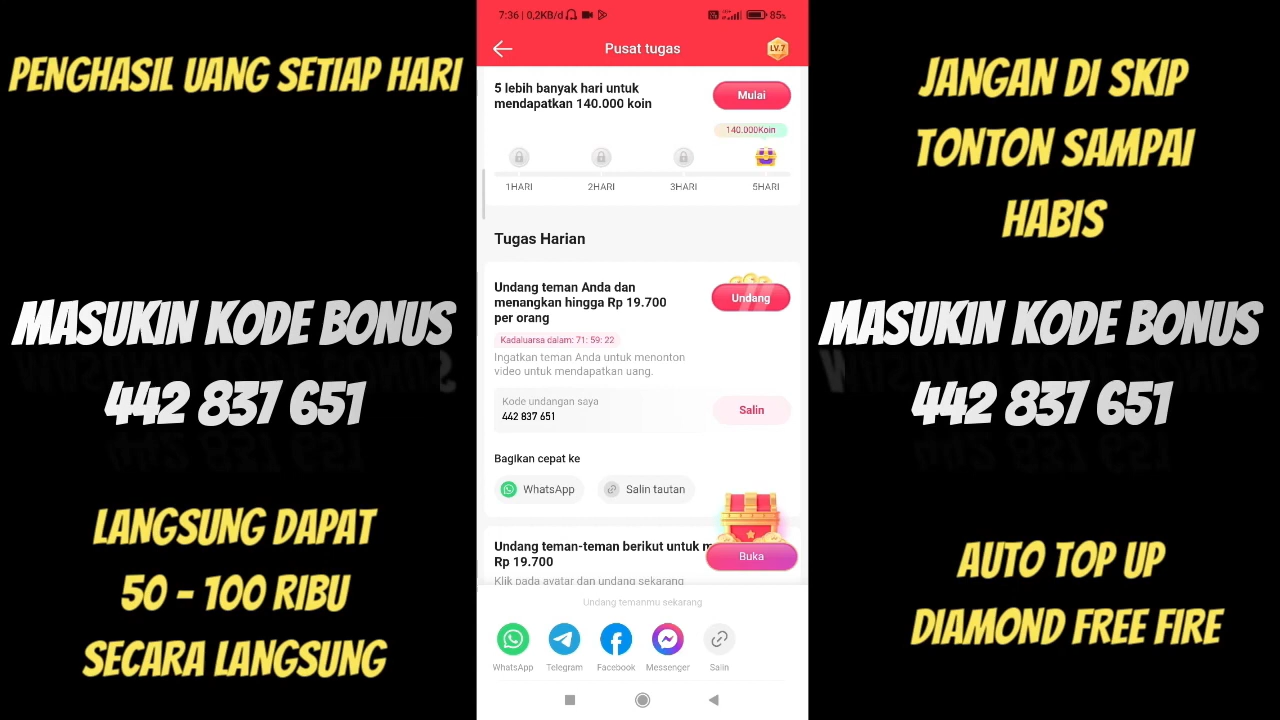 PENGHASIL UANG SETIAP HARI
MASUKIN KODE BONUS
442 837 651
LANGSUNG DAPAT
50 - 100 RIBU
SECARA LANGSUNG
7:36 | 0,2KB/d
85%
Pusat tugas
LV.7
5 lebih banyak hari untuk
mendapatkan 140.000 koin
Mulai
140.000Koin
1HARI 2HARI 3HARI 5HARI
Tugas Harian
Undang teman Anda dan
menangkan hingga Rp 19.700
per orang
Undang
Kadaluarsa dalam: 71: 59: 22
Ingatkan teman Anda untuk menonton
video untuk mendapatkan uang.
Kode undangan saya
442 837 651
Salin
Bagikan cepat ke
WhatsApp Salin tautan
Undang teman-teman berikut untuk m
Rp 19.700
Buka
Klik pada avatar dan undang sekarang
Undang temanmu sekarang
WhatsApp Telegram Facebook Messenger Salin
JANGAN DI SKIP
TONTON SAMPAI
HABIS
MASUKIN KODE BONUS
442 837 651
AUTO TOP UP
DIAMOND FREE FIRE